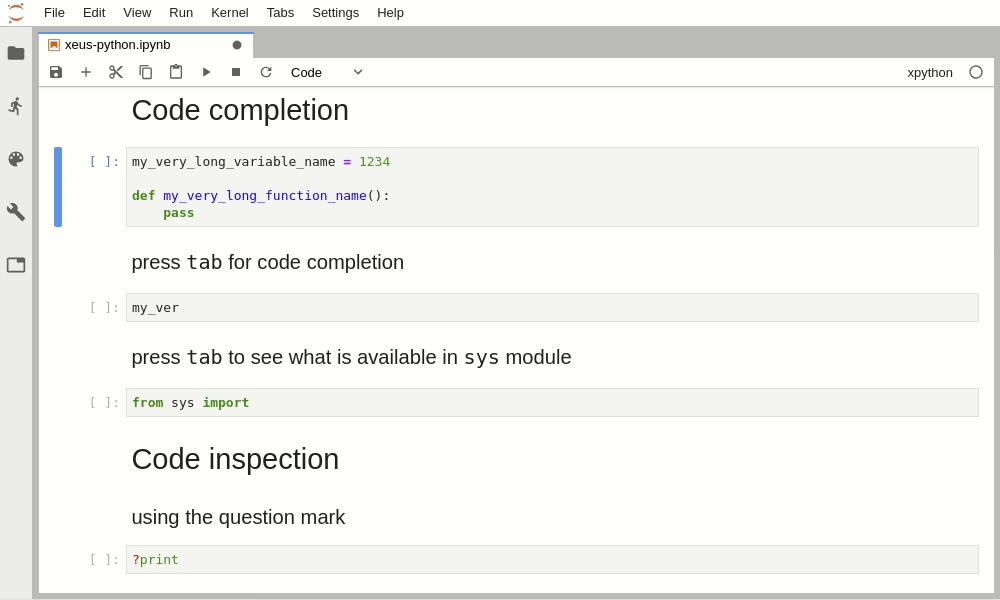 File Edit View Run Kernel Tabs Settings Help
xeus-python.ipynb
Code
xpython
Code completion
[ ]: my_very_long_variable_name = 1234
def my_very_long_function_name():
    pass
press tab for code completion
[ ]: my_ver
press tab to see what is available in sys module
[ ]: from sys import
Code inspection
using the question mark
[ ]: ?print